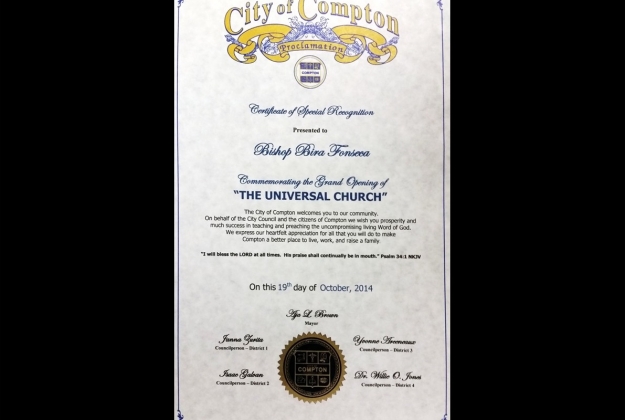 City of Compton
Proclamation
COMPTON
Certificate of Special Recognition
Presented to
Bishop Bira Fonseca
Commemorating the Grand Opening of
"THE UNIVERSAL CHURCH"
The City of Compton welcomes you to our community.
On behalf of the City Council and the citizens of Compton we wish you prosperity and
much success in teaching and preaching the uncompromising living Word of God.
We express our heartfelt appreciation for all that you will do to make
Compton a better place to live, work, and raise a family
"I will bless the LORD at all times. His praise shall continually be in mouth." Psalm 34:1 NKJV
On this 19th day of October, 2014
Aja L. Brown
Mayor
Janna Zurita
Councilperson – District 1
Yvonne Arceneaux
Councilperson – District 3
Isaac Galvan
Councilperson – District 2
COMPTON
Dr. Willie O. Jones
Councilperson – District 4